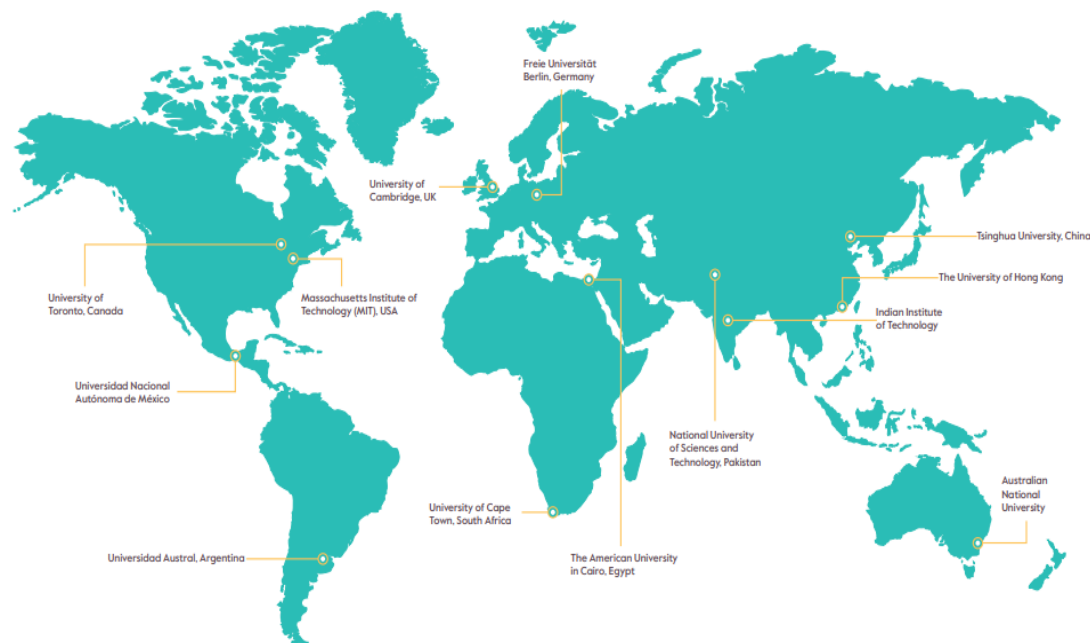 Freie Universität
Berlin, Germany
University of
Cambridge, UK
Tsinghua University, China
The University of Hong Kong
University of
Toronto, Canada
Massachusetts Institute of
Technology (MIT), USA
Indian Institute
of Technology
Universidad Nacional
Autónoma de México
National University
of Sciences and
Technology, Pakistan
Australian
National
University
University of Cape
Town, South Africa
Universidad Austral, Argentina
The American University
in Cairo, Egypt